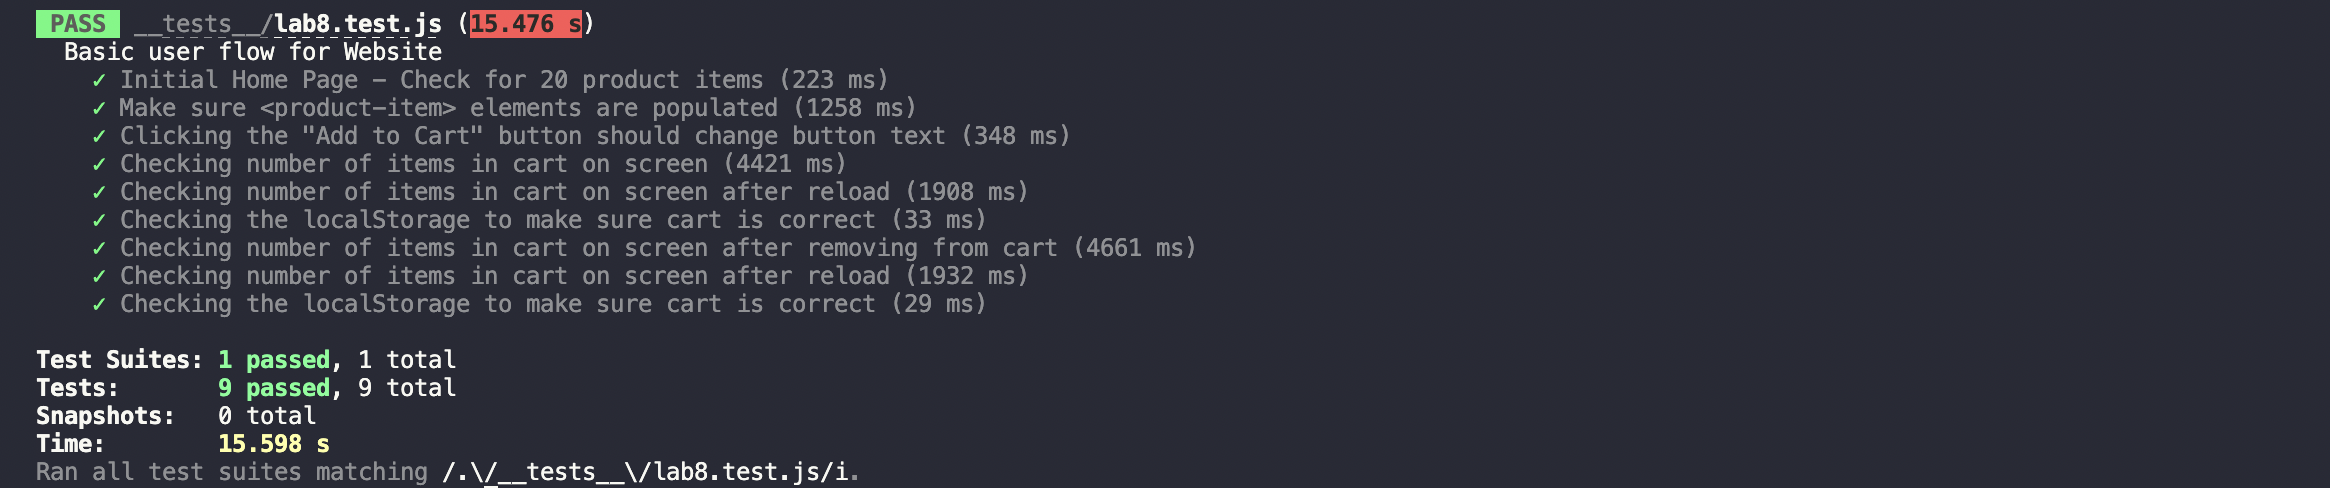 PASS __tests__/lab8.test.js (15.476 s)
Basic user flow for Website
✓ Initial Home Page – Check for 20 product items (223 ms)
✓ Make sure <product-item> elements are populated (1258 ms)
✓ Clicking the "Add to Cart" button should change button text (348 ms)
✓ Checking number of items in cart on screen (4421 ms)
✓ Checking number of items in cart on screen after reload (1908 ms)
✓ Checking the localStorage to make sure cart is correct (33 ms)
✓ Checking number of items in cart on screen after removing from cart (4661 ms)
✓ Checking number of items in cart on screen after reload (1932 ms)
✓ Checking the localStorage to make sure cart is correct (29 ms)
Test Suites: 1 passed, 1 total
Tests: 9 passed, 9 total
Snapshots: 0 total
Time: 15.598 s
Ran all test suites matching /.\/__tests__\/lab8.test.js/i.